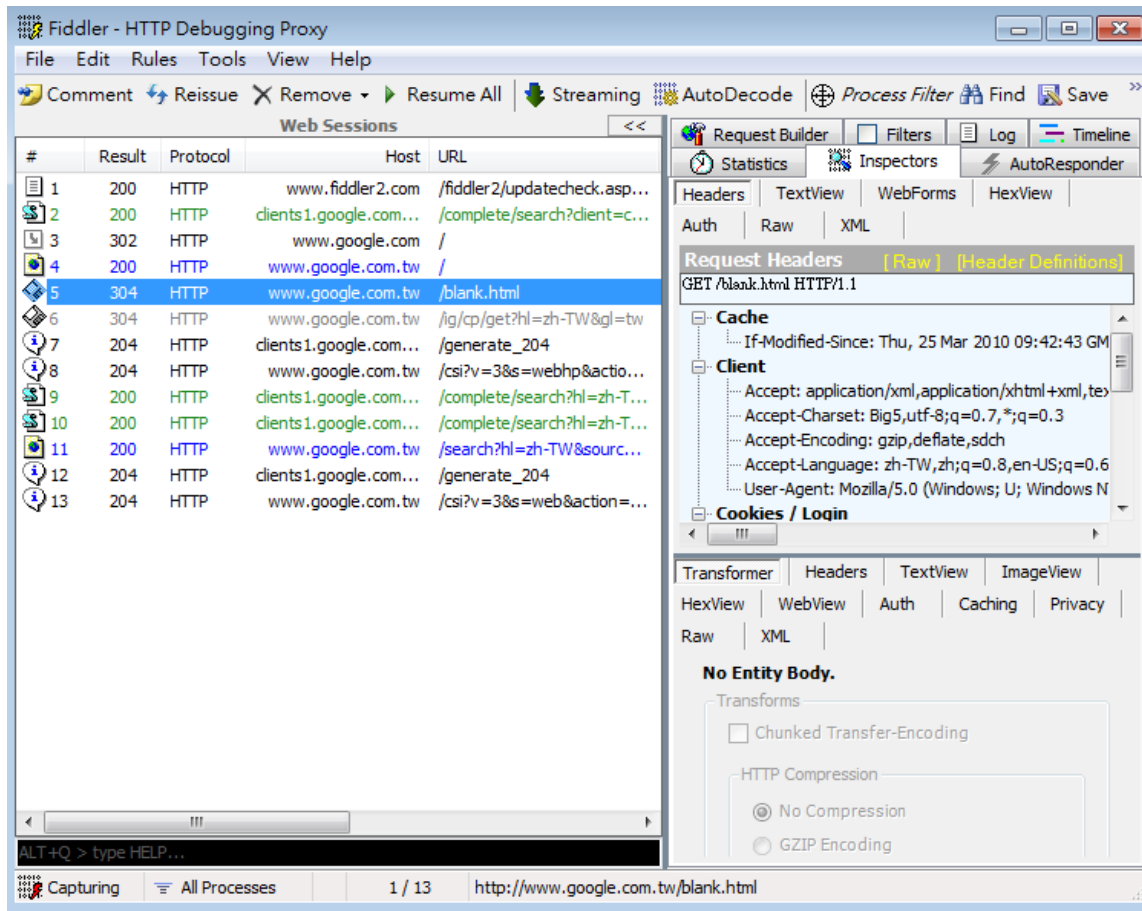 Fiddler - HTTP Debugging Proxy
File Edit Rules Tools View Help
Comment Reissue Remove Resume All Streaming AutoDecode Process Filter Find Save »
Web Sessions <<
# Result Protocol Host URL
1 200 HTTP www.fiddler2.com /fiddler2/updatecheck.asp...
2 200 HTTP clients1.google.com... /complete/search?client=c...
3 302 HTTP www.google.com /
4 200 HTTP www.google.com.tw /
5 304 HTTP www.google.com.tw /blank.html
6 304 HTTP www.google.com.tw /ig/cp/get?hl=zh-TW&gl=tw
7 204 HTTP clients1.google.com... /generate_204
8 204 HTTP www.google.com.tw /csi?v=3&s=webhp&actio...
9 200 HTTP clients1.google.com... /complete/search?hl=zh-T...
10 200 HTTP clients1.google.com... /complete/search?hl=zh-T...
11 200 HTTP www.google.com.tw /search?hl=zh-TW&sourc...
12 204 HTTP clients1.google.com... /generate_204
13 204 HTTP www.google.com.tw /csi?v=3&s=web&action=...
ALT+Q > type HELP...
Request Builder Filters Log Timeline
Statistics Inspectors AutoResponder
Headers TextView WebForms HexView
Auth Raw XML
Request Headers [ Raw ] [Header Definitions]
GET /blank.html HTTP/1.1
Cache
If-Modified-Since: Thu, 25 Mar 2010 09:42:43 GM
Client
Accept: application/xml,application/xhtml+xml,tex
Accept-Charset: Big5,utf-8;q=0.7,*;q=0.3
Accept-Encoding: gzip,deflate,sdch
Accept-Language: zh-TW,zh;q=0.8,en-US;q=0.6
User-Agent: Mozilla/5.0 (Windows; U; Windows N
Cookies / Login
Transformer Headers TextView ImageView
HexView WebView Auth Caching Privacy
Raw XML
No Entity Body.
Transforms
Chunked Transfer-Encoding
HTTP Compression
No Compression
GZIP Encoding
Capturing All Processes 1 / 13 http://www.google.com.tw/blank.html